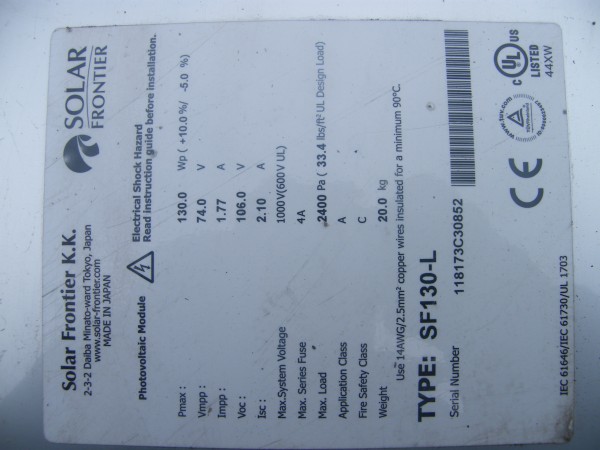 Solar Frontier K.K.
2-3-2 Daiba Minato-ward Tokyo, Japan
www.solar-frontier.com
MADE IN JAPAN
SOLAR
FRONTIER
Photovoltaic Module
Electrical Shock Hazard
Read instruction guide before installation.
Pmax : 130.0 Wp ( +10.0 %/ -5.0 %)
Vmpp : 74.0 V
Impp : 1.77 A
Voc : 106.0 V
Isc : 2.10 A
Max.System Voltage 1000V(600V UL)
Max. Series Fuse 4A
Max. Load 2400 Pa ( 33.4 lbs/ft² UL Design Load)
Application Class A
Fire Safety Class C
Weight 20.0 kg
Use 14AWG/2.5mm² copper wires insulated for a minimum 90°C.
TYPE: SF130-L
Serial Number 118173C30852
IEC 61646/IEC 61730/UL 1703
CE
www.tuv.com
C UL US
LISTED
44XW